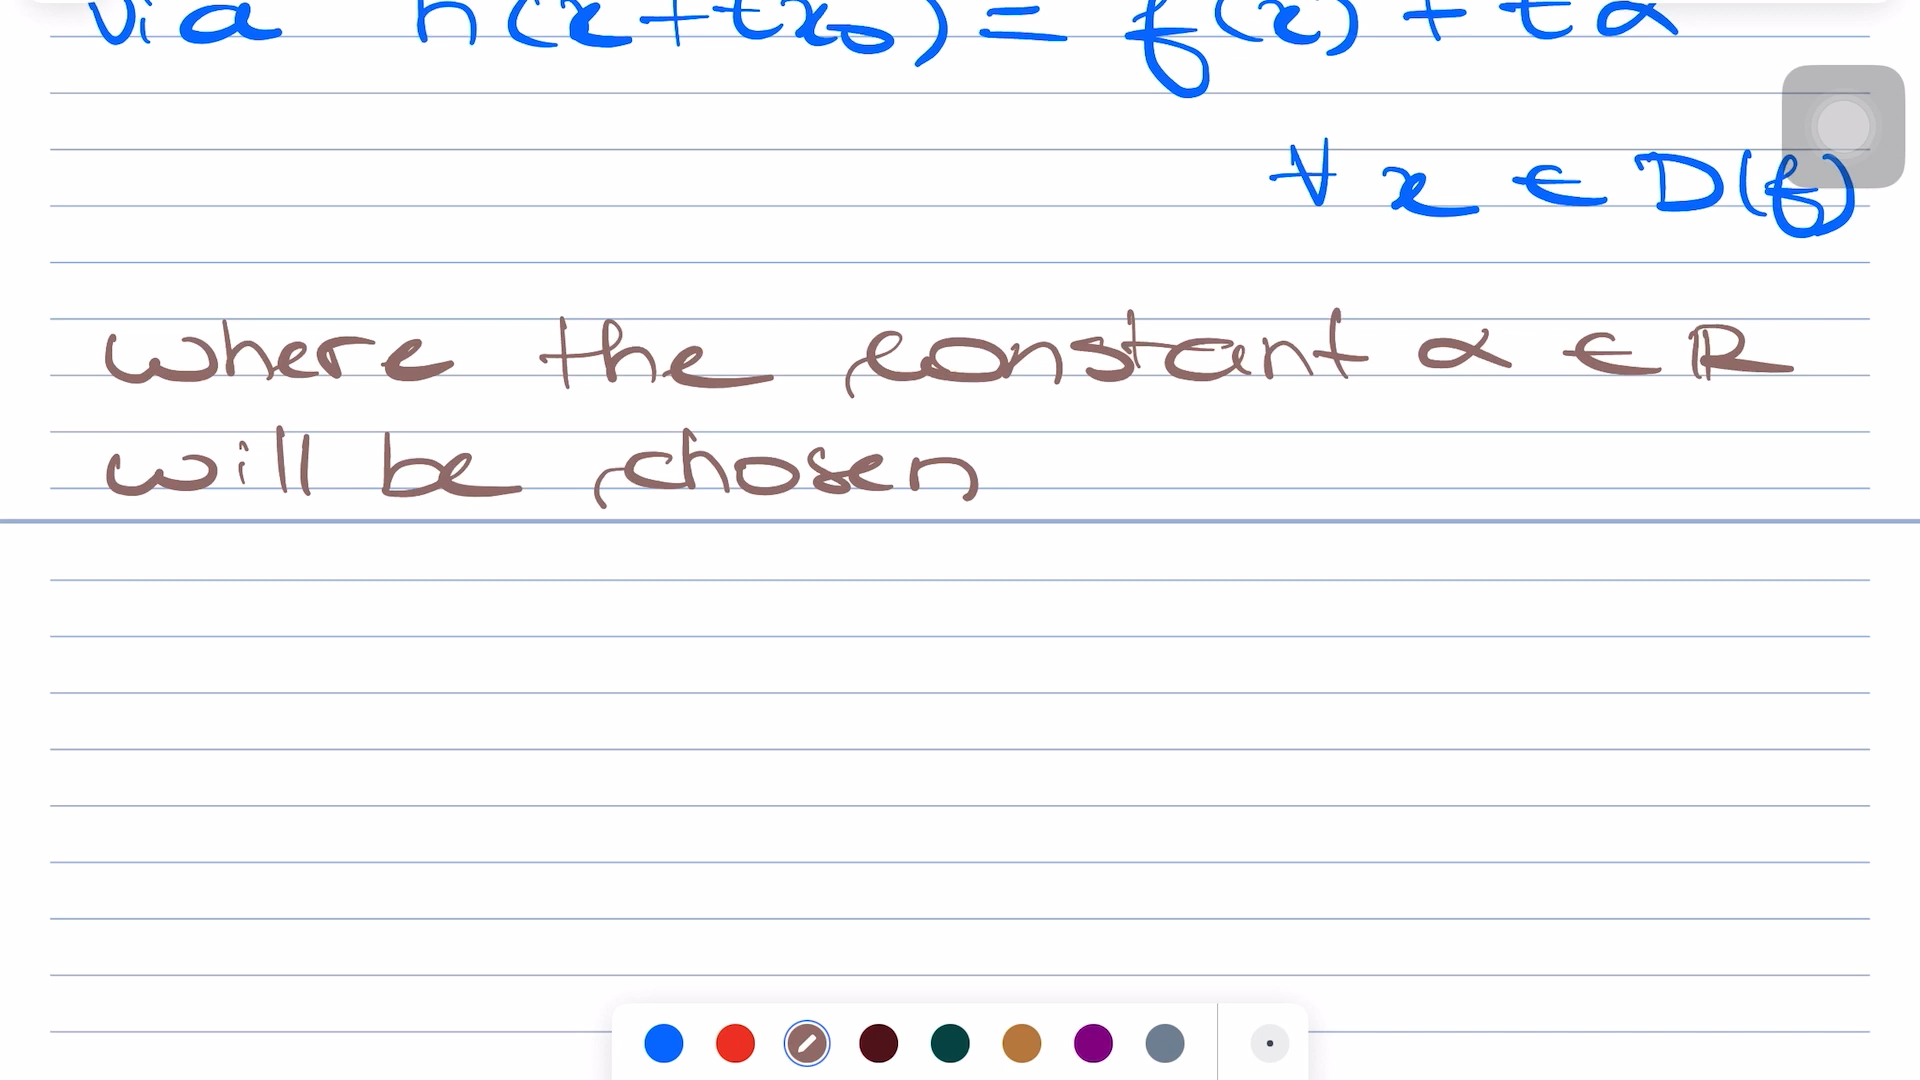 via h(x+tx₀) = f(x) + tα
∀ x ∈ D(f)
where the constant α ∈ ℝ
will be chosen